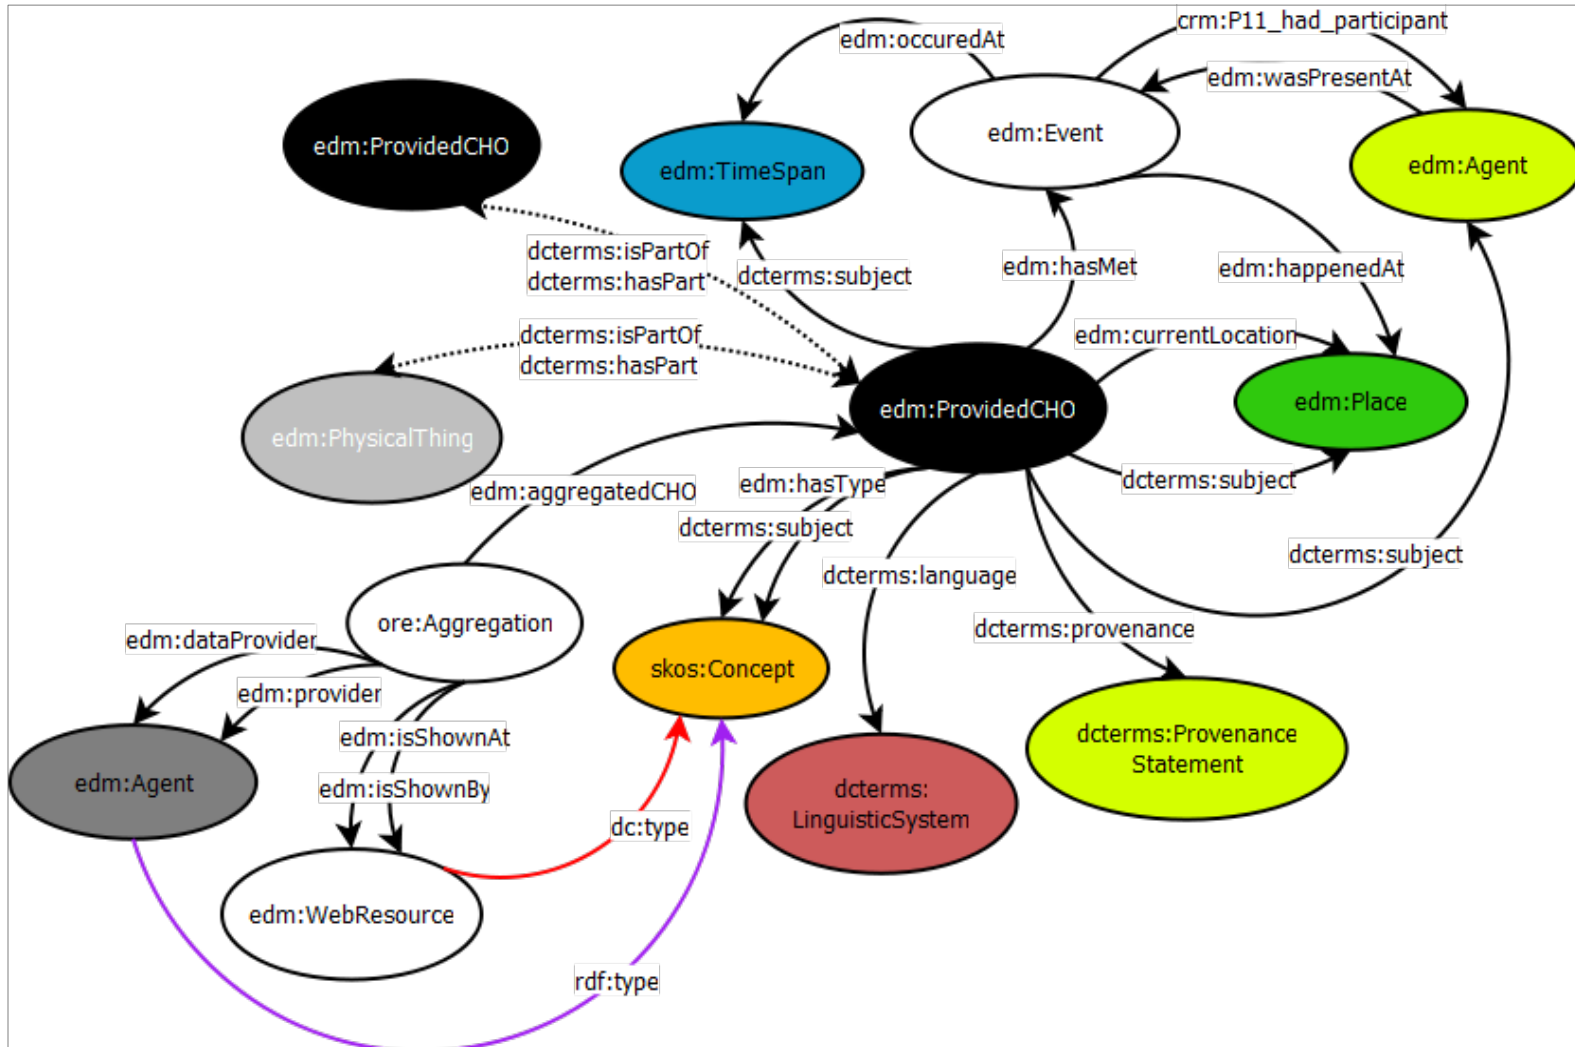 crm:P11_had_participant
edm:occuredAt
edm:wasPresentAt
edm:ProvidedCHO
edm:Event
edm:TimeSpan
edm:Agent
dcterms:isPartOf
dcterms:hasPart
dcterms:subject
edm:hasMet
edm:happenedAt
dcterms:isPartOf
dcterms:hasPart
edm:currentLocation
edm:ProvidedCHO
edm:Place
edm:PhysicalThing
edm:aggregatedCHO
edm:hasType
dcterms:subject
dcterms:subject
dcterms:language
dcterms:subject
ore:Aggregation
edm:dataProvider
edm:provider
dcterms:provenance
skos:Concept
edm:isShownAt
edm:isShownBy
edm:Agent
dcterms:Provenance
Statement
dcterms:
LinguisticSystem
dc:type
edm:WebResource
rdf:type